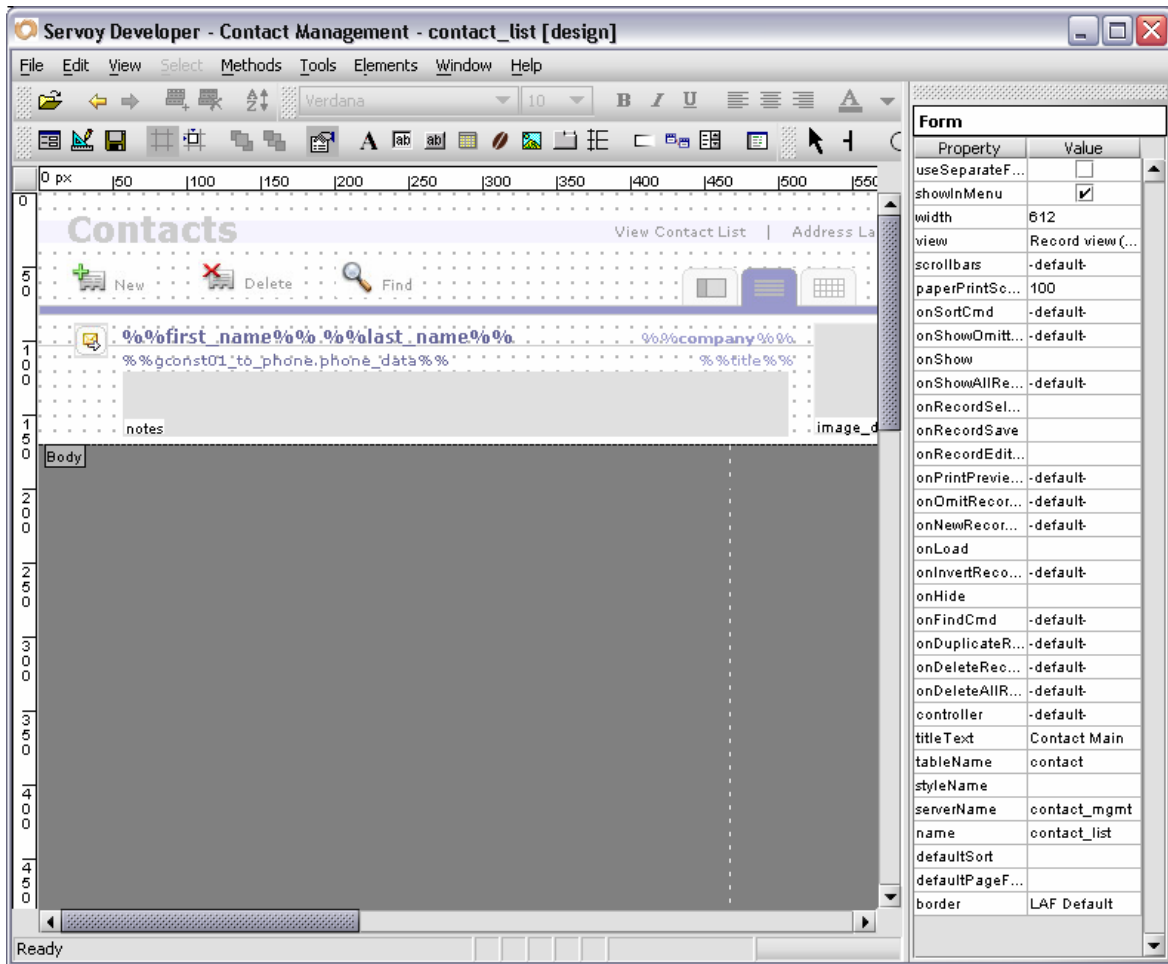 Servoy Developer - Contact Management - contact_list [design]
File Edit View Select Methods Tools Elements Window Help
Verdana 10 B I U A
A ab ab
0 px 50 100 150 200 250 300 350 400 450 500 550
0
50
100
150
200
250
300
350
400
450
Contacts
View Contact List | Address La
New Delete Find
%%first_name%% %%last_name%% %%company%%
%%gconst01_to_phone.phone_data%% %%title%%
notes image_d
Body
Ready
Form
Property Value
useSeparateF...
showInMenu
width 612
view Record view (...
scrollbars -default-
paperPrintSc... 100
onSortCmd -default-
onShowOmitt... -default-
onShow
onShowAllRe... -default-
onRecordSel...
onRecordSave
onRecordEdit...
onPrintPrevie... -default-
onOmitRecor... -default-
onNewRecor... -default-
onLoad
onInvertReco... -default-
onHide
onFindCmd -default-
onDuplicateR... -default-
onDeleteRec... -default-
onDeleteAllR... -default-
controller -default-
titleText Contact Main
tableName contact
styleName
serverName contact_mgmt
name contact_list
defaultSort
defaultPageF...
border LAF Default